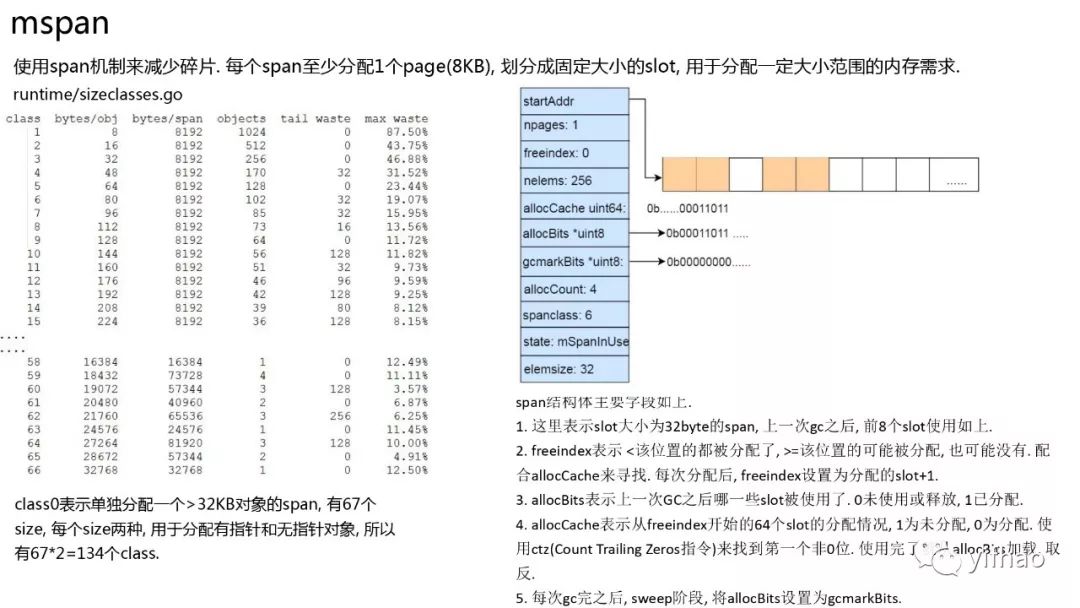 mspan
使用span机制来减少碎片. 每个span至少分配1个page(8KB), 划分成固定大小的slot, 用于分配一定大小范围的内存需求.
runtime/sizeclasses.go
class bytes/obj bytes/span objects tail waste max waste
1 8 8192 1024 0 87.50%
2 16 8192 512 0 43.75%
3 32 8192 256 0 46.88%
4 48 8192 170 32 31.52%
5 64 8192 128 0 23.44%
6 80 8192 102 32 19.07%
7 96 8192 85 32 15.95%
8 112 8192 73 16 13.56%
9 128 8192 64 0 11.72%
10 144 8192 56 128 11.82%
11 160 8192 51 32 9.73%
12 176 8192 46 96 9.59%
13 192 8192 42 128 9.25%
14 208 8192 39 80 8.12%
15 224 8192 36 128 8.15%
....
....
58 16384 16384 1 0 12.49%
59 18432 73728 4 0 11.11%
60 19072 57344 3 128 3.57%
61 20480 40960 2 0 6.87%
62 21760 65536 3 256 6.25%
63 24576 24576 1 0 11.45%
64 27264 81920 3 128 10.00%
65 28672 57344 2 0 4.91%
66 32768 32768 1 0 12.50%
class0表示单独分配一个>32KB对象的span, 有67个
size, 每个size两种, 用于分配有指针和无指针对象, 所以
有67*2=134个class.
startAddr
npages: 1
freeindex: 0
nelems: 256
......
allocCache uint64: 0b......00011011
allocBits *uint8 0b00011011 .....
gcmarkBits *uint8: 0b00000000......
allocCount: 4
spanclass: 6
state: mSpanInUse
elemsize: 32
span结构体主要字段如上.
1. 这里表示slot大小为32byte的span, 上一次gc之后, 前8个slot使用如上.
2. freeindex表示 <该位置的都被分配了, >=该位置的可能被分配, 也可能没有. 配
合allocCache来寻找. 每次分配后, freeindex设置为分配的slot+1.
3. allocBits表示上一次GC之后哪一些slot被使用了. 0未使用或释放, 1已分配.
4. allocCache表示从freeindex开始的64个slot的分配情况, 1为未分配, 0为分配. 使
用ctz(Count Trailing Zeros指令)来找到第一个非0位. 使用完了 allocBits加载, 取
反.
5. 每次gc完之后, sweep阶段, 将allocBits设置为gcmarkBits.